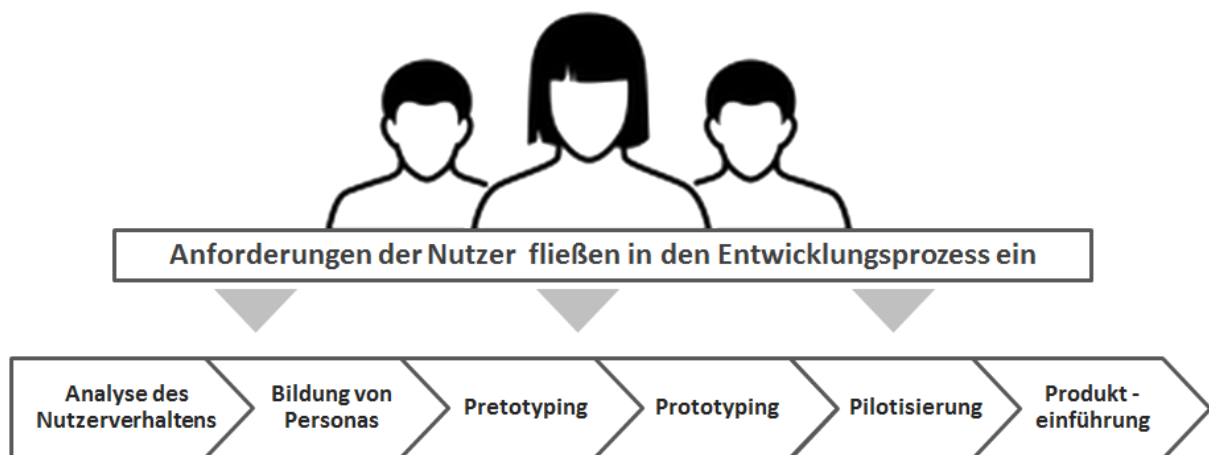 Anforderungen der Nutzer fließen in den Entwicklungsprozess ein
Analyse des
Nutzerverhaltens
Bildung von
Personas
Pretotyping
Prototyping
Pilotisierung
Produkt -
einführung